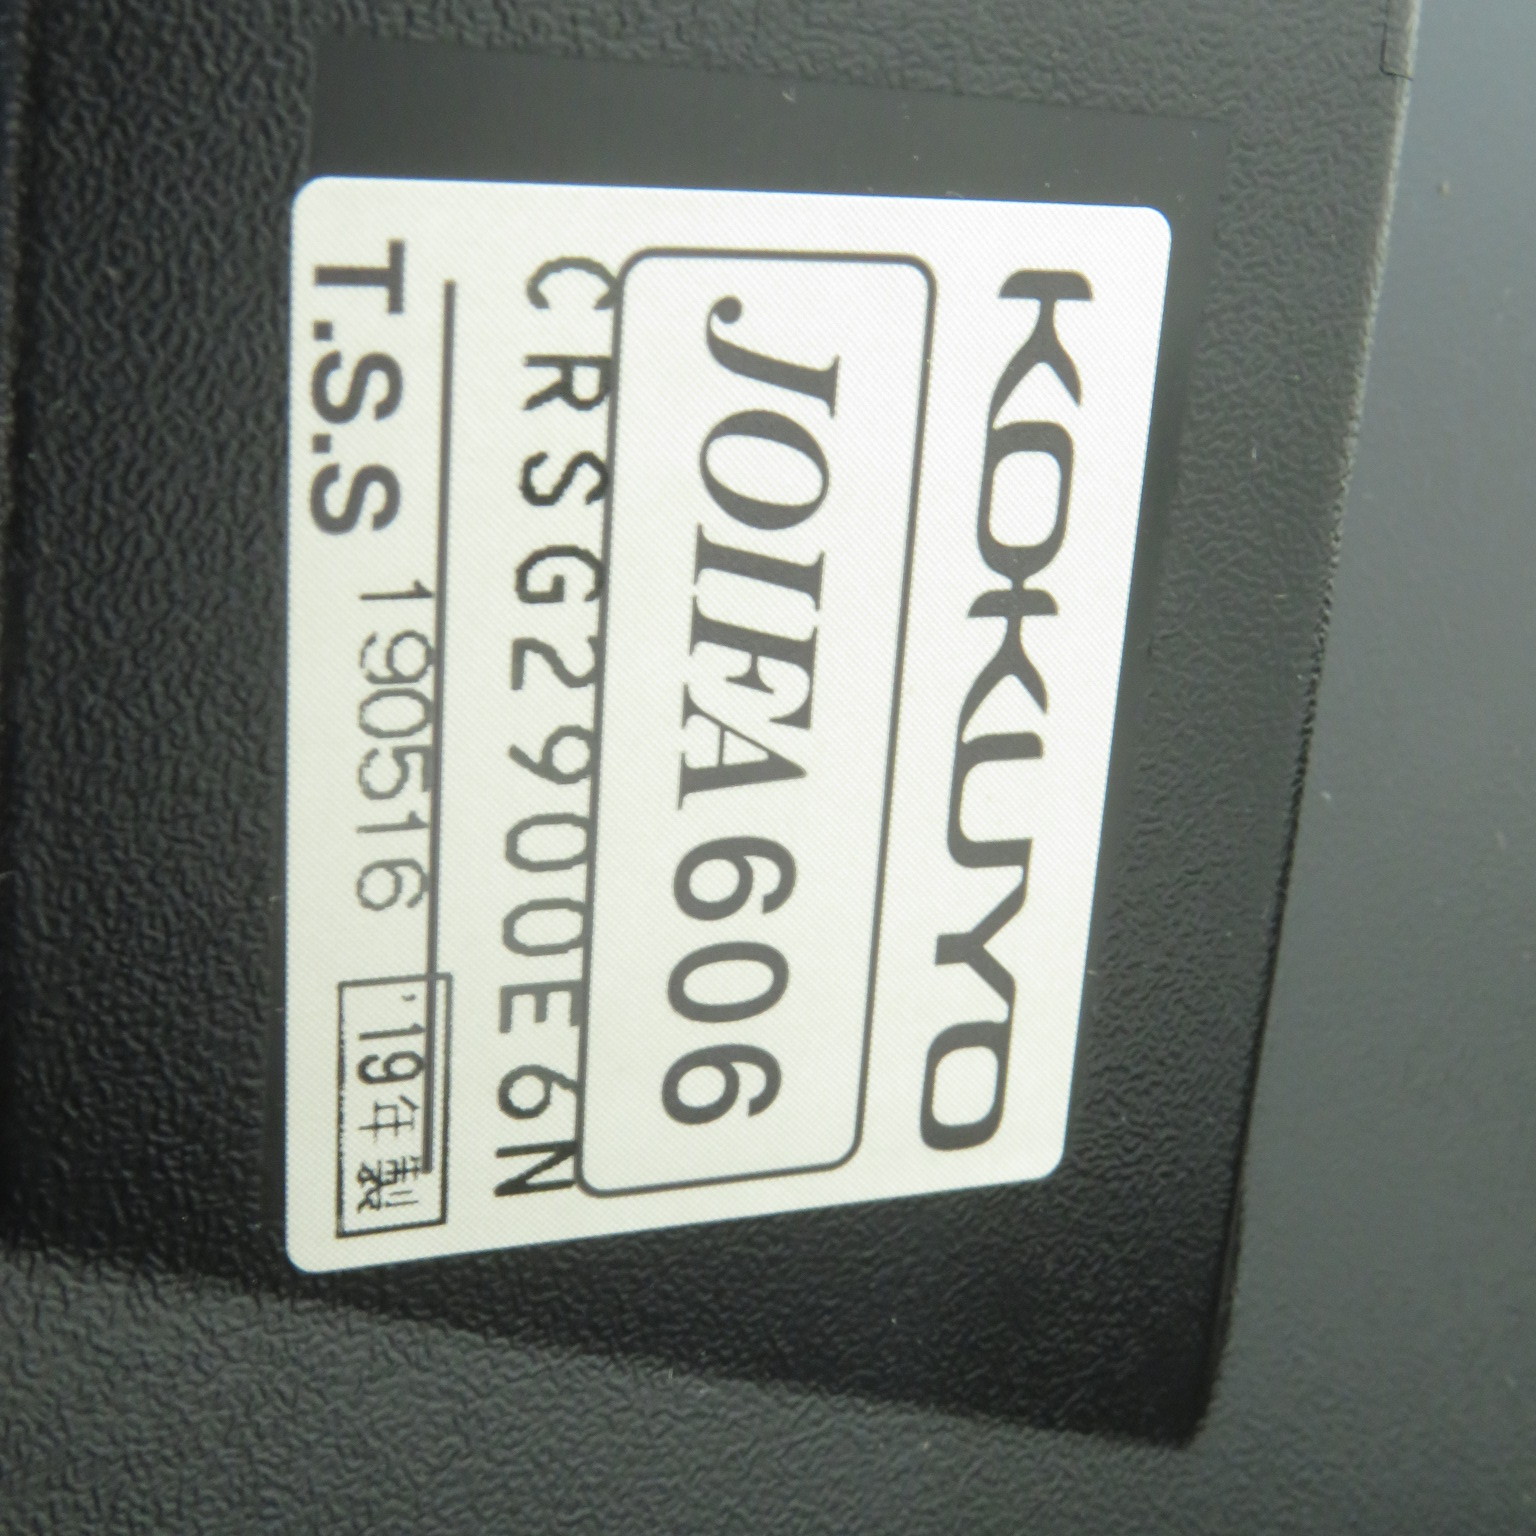 KOKUYO
JOIFA 606
CRSG2900E6N
T.S.S 190516 '19年製